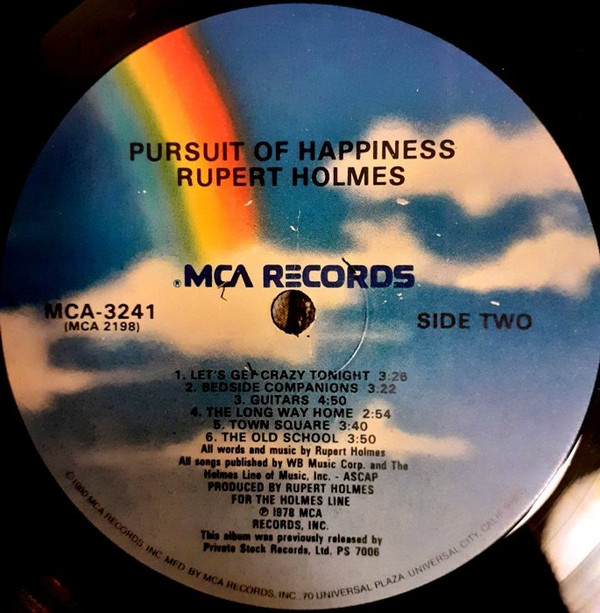 PURSUIT OF HAPPINESS
RUPERT HOLMES
®MCA RECORDS
MCA-3241
(MCA 2198)
SIDE TWO
1. LET'S GET CRAZY TONIGHT 3:26
2. BEDSIDE COMPANIONS 3:22
3. GUITARS 4:50
4. THE LONG WAY HOME 2:54
5. TOWN SQUARE 3:40
6. THE OLD SCHOOL 3:50
All words and music by Rupert Holmes
All songs published by WB Music Corp. and The
Holmes Line of Music, Inc. - ASCAP
PRODUCED BY RUPERT HOLMES
FOR THE HOLMES LINE
℗ 1978 MCA
RECORDS, INC.
This album was previously released by
Private Stock Records, Ltd. PS 7006
© 1980 MCA RECORDS, INC. MFD. BY MCA RECORDS, INC., 70 UNIVERSAL PLAZA, UNIVERSAL CITY, CALIF.